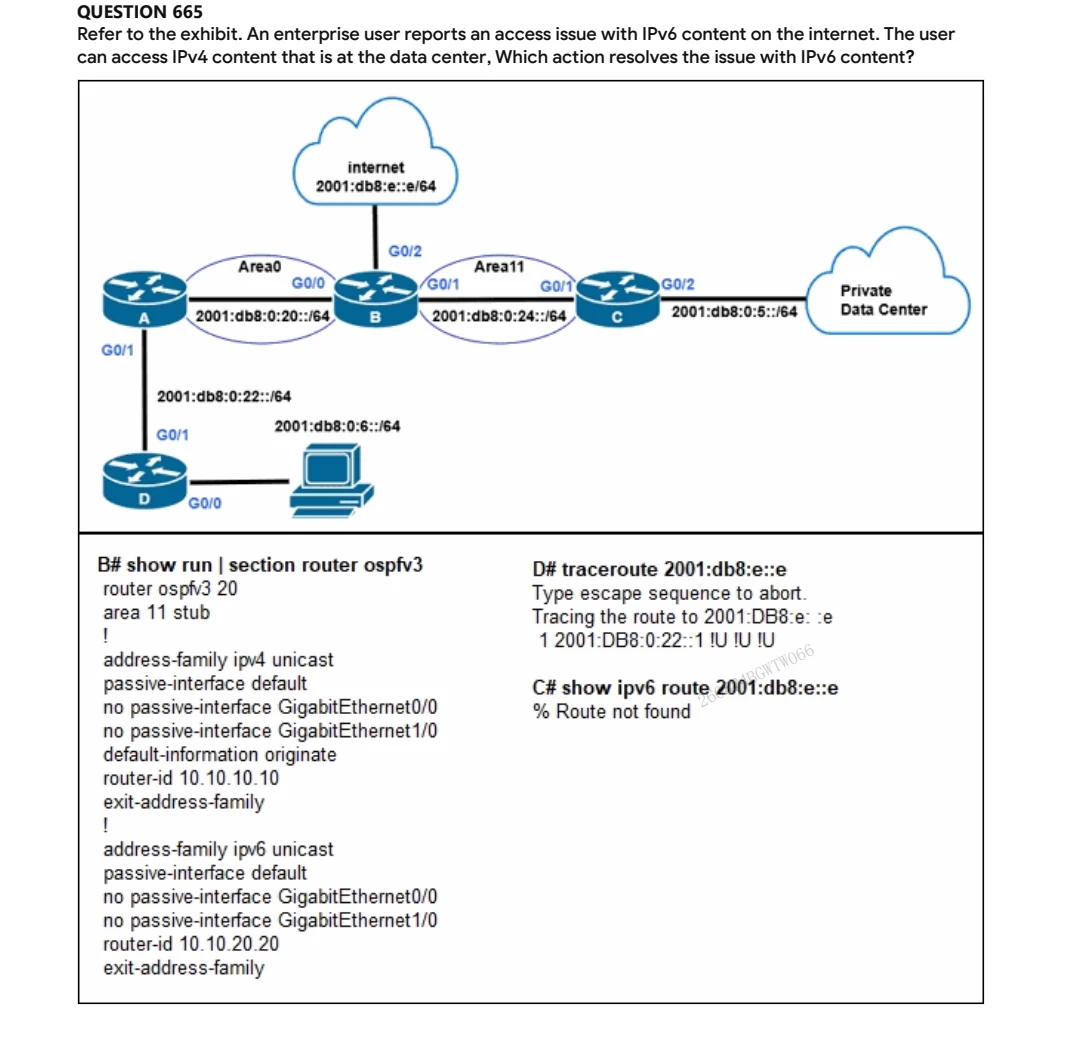 QUESTION 665
Refer to the exhibit. An enterprise user reports an access issue with IPv6 content on the internet. The user
can access IPv4 content that is at the data center, Which action resolves the issue with IPv6 content?
internet
2001:db8:e::e/64
G0/2
Area0
G0/0
Area11
G0/1
G0/1
G0/2
A
2001:db8:0:20::/64
B
2001:db8:0:24::/64
C
2001:db8:0:5::/64
Private
Data Center
G0/1
2001:db8:0:22::/64
2001:db8:0:6::/64
G0/1
D
G0/0
B# show run | section router ospfv3
router ospfv3 20
area 11 stub
!
address-family ipv4 unicast
passive-interface default
no passive-interface GigabitEthernet0/0
no passive-interface GigabitEthernet1/0
default-information originate
router-id 10.10.10.10
exit-address-family
!
address-family ipv6 unicast
passive-interface default
no passive-interface GigabitEthernet0/0
no passive-interface GigabitEthernet1/0
router-id 10.10.20.20
exit-address-family
D# traceroute 2001:db8:e::e
Type escape sequence to abort.
Tracing the route to 2001:DB8:e: :e
1 2001:DB8:0:22::1 !U !U !U
C# show ipv6 route 2001:db8:e::e
% Route not found